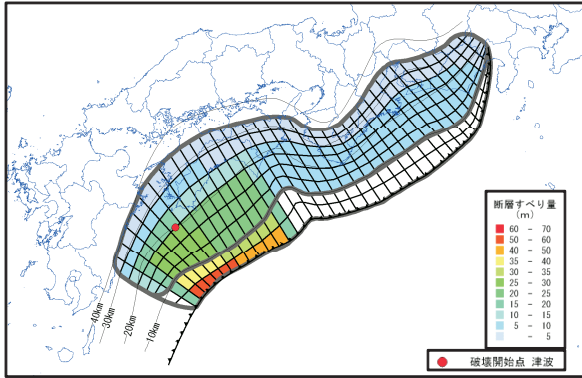 40km
30km
20km
10km
断層すべり量
(m)
60 － 70
50 － 60
40 － 50
35 － 40
30 － 35
25 － 30
20 － 25
15 － 20
10 － 15
5 － 10
－ 5
破壊開始点 津波